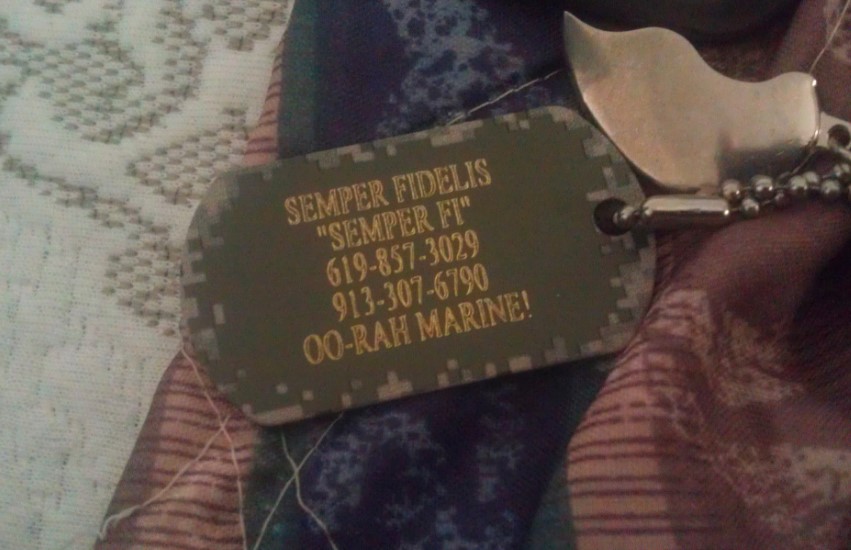 SEMPER FIDELIS
"SEMPER FI"
619-857-3029
913-307-6790
OO-RAH MARINE!